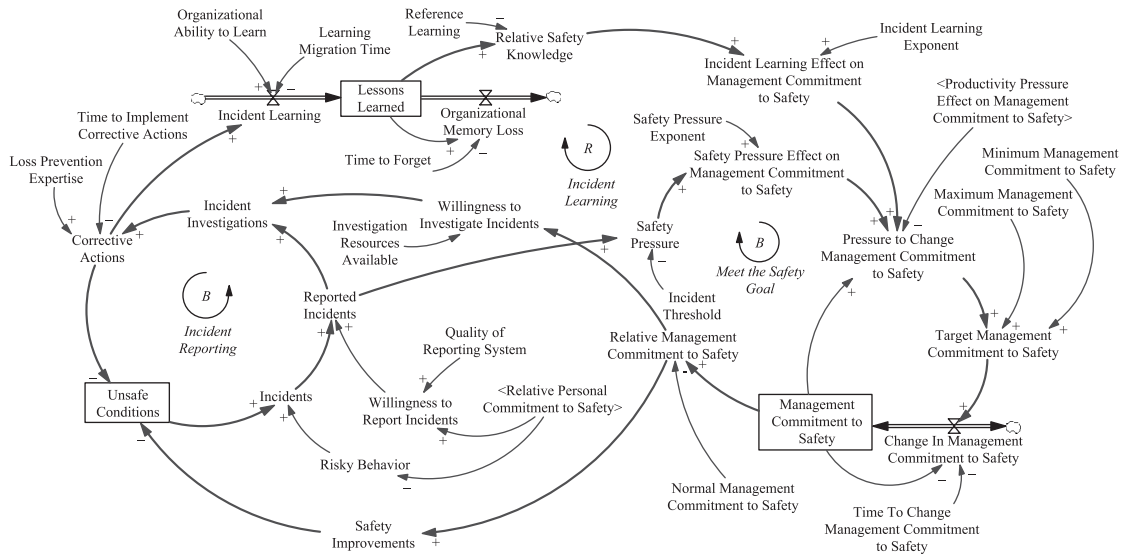 Organizational
Ability to Learn
Learning
Migration Time
Reference
Learning
Relative Safety
Knowledge
Incident Learning
Exponent
Incident Learning Effect on
Management Commitment
to Safety
Lessons
Learned
Incident Learning
Organizational
Memory Loss
Time to Forget
<Productivity Pressure
Effect on Management
Commitment to Safety>
Time to Implement
Corrective Actions
Loss Prevention
Expertise
Safety Pressure
Exponent
Safety Pressure Effect on
Management Commitment
to Safety
R
Incident
Learning
Minimum Management
Commitment to Safety
Maximum Management
Commitment to Safety
Incident
Investigations
Willingness to
Investigate Incidents
Investigation
Resources
Available
Safety
Pressure
B
Meet the Safety
Goal
Pressure to Change
Management Commitment
to Safety
Corrective
Actions
B
Incident
Reporting
Reported
Incidents
Incident
Threshold
Quality of
Reporting System
Relative Management
Commitment to Safety
Target Management
Commitment to Safety
Unsafe
Conditions
Incidents
Willingness to
Report Incidents
<Relative Personal
Commitment to Safety>
Management
Commitment to
Safety
Change In Management
Commitment to Safety
Risky Behavior
Normal Management
Commitment to Safety
Time To Change
Management Commitment
to Safety
Safety
Improvements